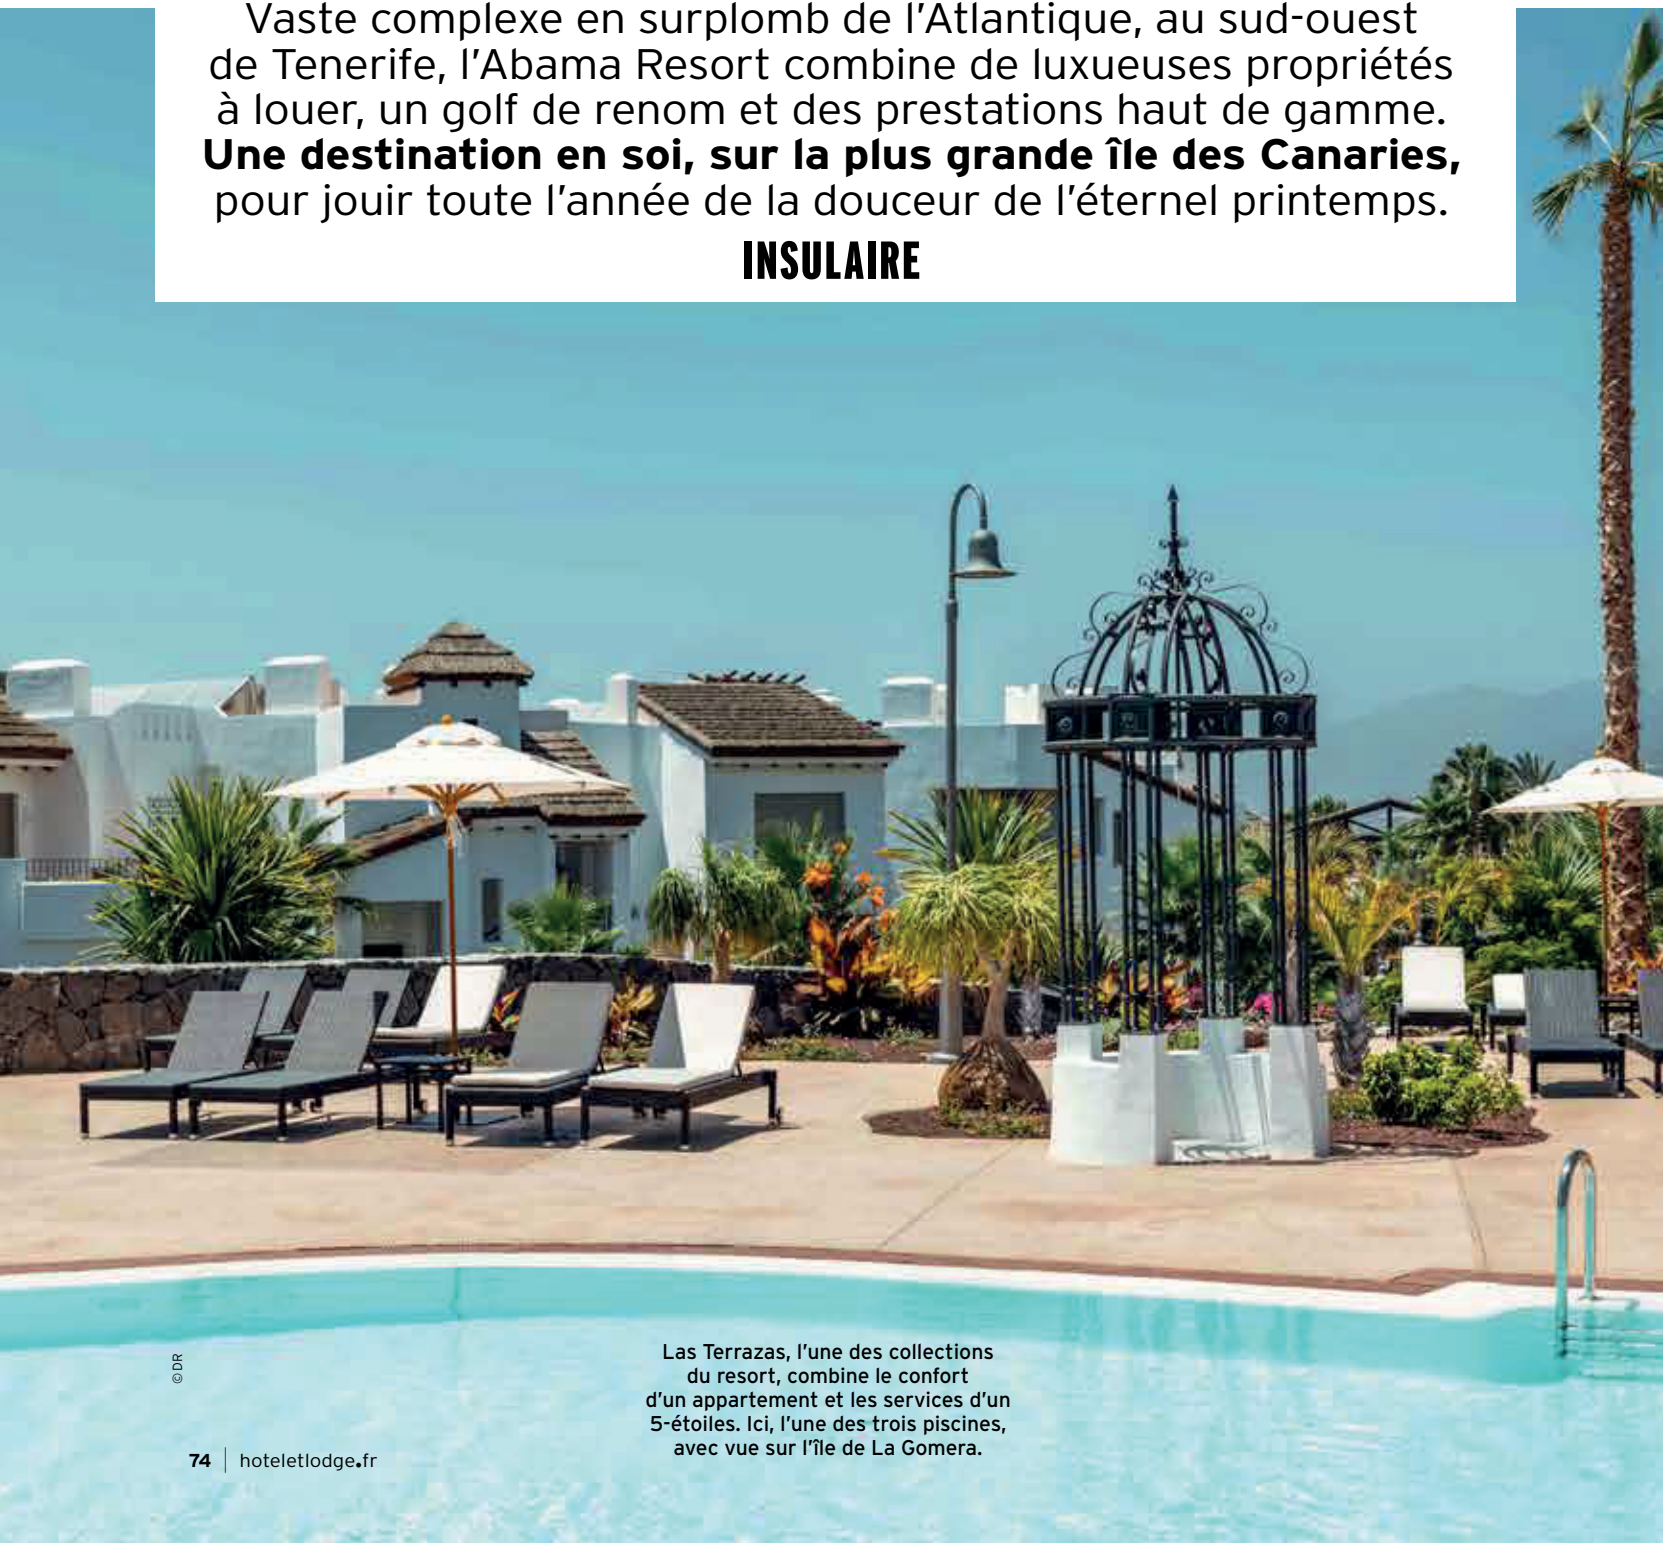 Vaste complexe en surplomb de l’Atlantique, au sud-ouest
de Tenerife, l’Abama Resort combine de luxueuses propriétés
à louer, un golf de renom et des prestations haut de gamme.
Une destination en soi, sur la plus grande île des Canaries,
pour jouir toute l’année de la douceur de l’éternel printemps.
INSULAIRE
© DR
Las Terrazas, l’une des collections
du resort, combine le confort
d’un appartement et les services d’un
5-étoiles. Ici, l’une des trois piscines,
avec vue sur l’île de La Gomera.
74 | hoteletlodge.fr